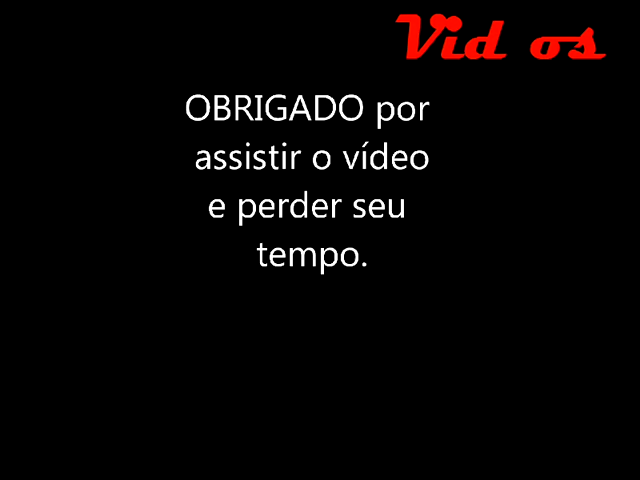 Vid os
OBRIGADO por
assistir o vídeo
e perder seu
tempo.